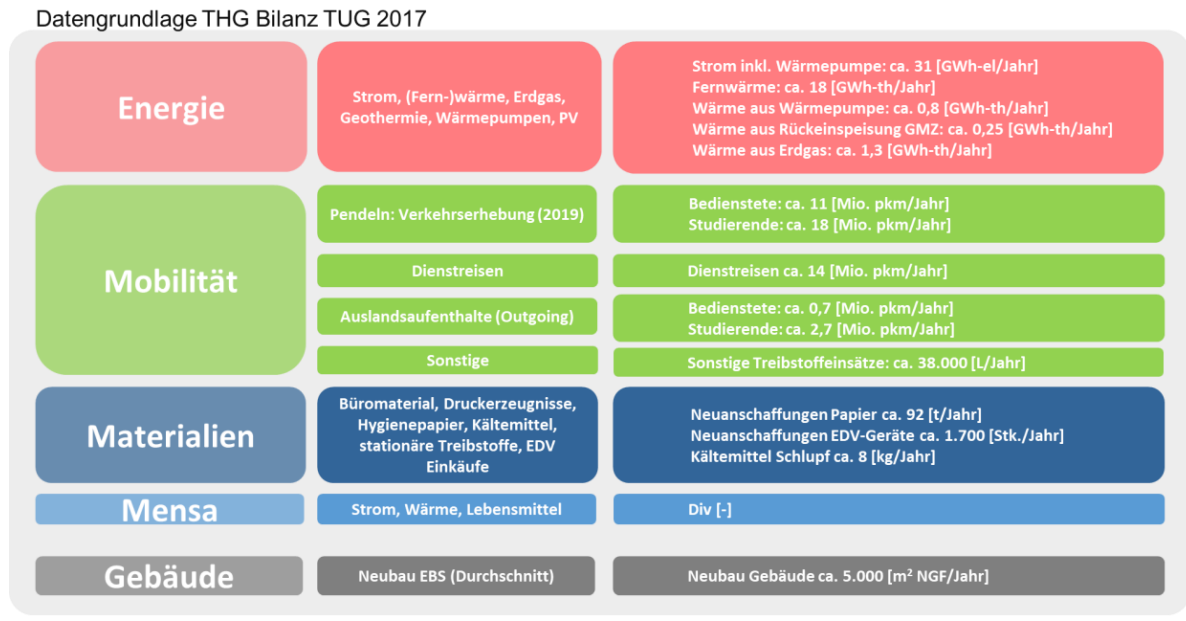 Datengrundlage THG Bilanz TUG 2017
Energie
Strom, (Fern-)wärme, Erdgas,
Geothermie, Wärmepumpen, PV
Strom inkl. Wärmepumpe: ca. 31 [GWh-el/Jahr]
Fernwärme: ca. 18 [GWh-th/Jahr]
Wärme aus Wärmepumpe: ca. 0,8 [GWh-th/Jahr]
Wärme aus Rückeinspeisung GMZ: ca. 0,25 [GWh-th/Jahr]
Wärme aus Erdgas: ca. 1,3 [GWh-th/Jahr]
Mobilität
Pendeln: Verkehrserhebung (2019)
Bedienstete: ca. 11 [Mio. pkm/Jahr]
Studierende: ca. 18 [Mio. pkm/Jahr]
Dienstreisen
Dienstreisen ca. 14 [Mio. pkm/Jahr]
Auslandsaufenthalte (Outgoing)
Bedienstete: ca. 0,7 [Mio. pkm/Jahr]
Studierende: ca. 2,7 [Mio. pkm/Jahr]
Sonstige
Sonstige Treibstoffeinsätze: ca. 38.000 [L/Jahr]
Materialien
Büromaterial, Druckerzeugnisse,
Hygienepapier, Kältemittel,
stationäre Treibstoffe, EDV
Einkäufe
Neuanschaffungen Papier ca. 92 [t/Jahr]
Neuanschaffungen EDV-Geräte ca. 1.700 [Stk./Jahr]
Kältemittel Schlupf ca. 8 [kg/Jahr]
Mensa
Strom, Wärme, Lebensmittel
Div [-]
Gebäude
Neubau EBS (Durchschnitt)
Neubau Gebäude ca. 5.000 [m² NGF/Jahr]